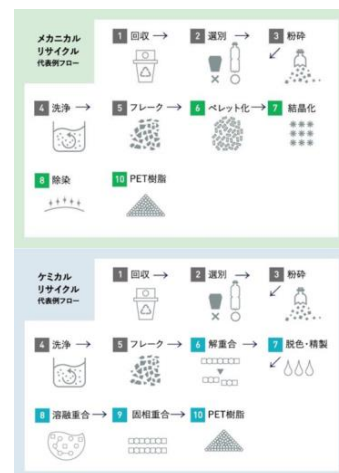 メカニカル
リサイクル
代表例フロー
1 回収 →
2 選別 →
3 粉砕
4 洗浄 →
5 フレーク →
6 ペレット化 →
7 結晶化
8 除染
10 PET樹脂
ケミカル
リサイクル
代表例フロー
1 回収 →
2 選別 →
3 粉砕
4 洗浄 →
5 フレーク →
6 解重合 →
7 脱色・精製
8 溶融重合 →
9 固相重合 →
10 PET樹脂